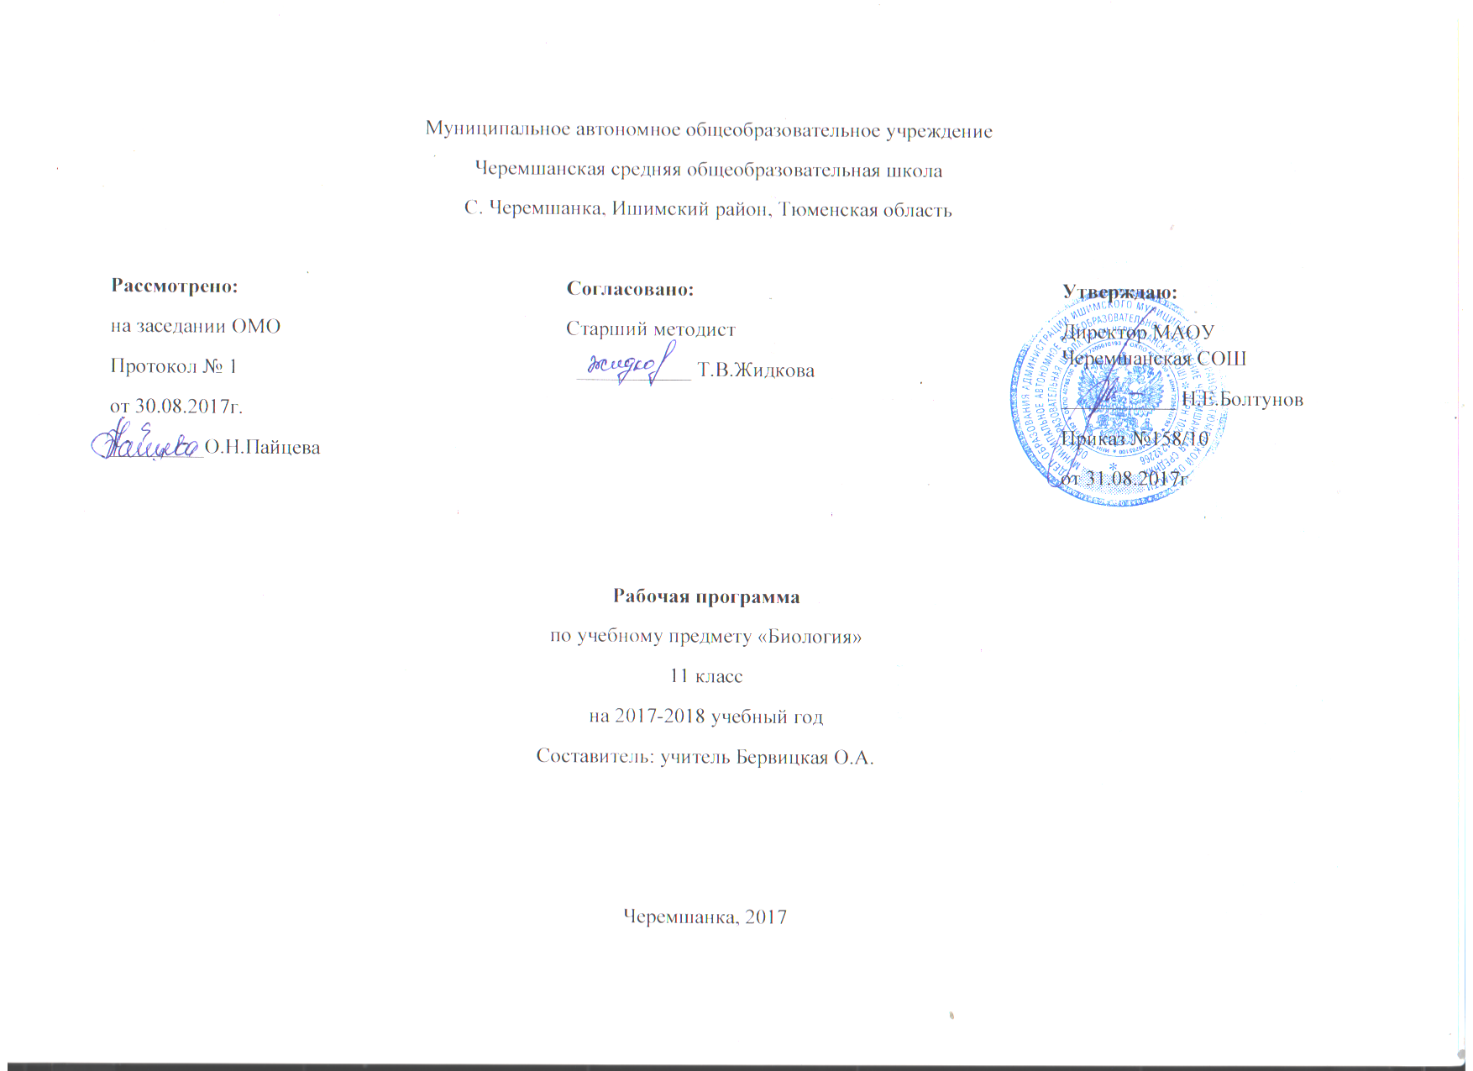 Муниципальное автономное общеобразовательное учреждение
Черемшанская средняя общеобразовательная школа
С. Черемшанка, Ишимский район, Тюменская область
Рассмотрено:
на заседании ОМО
Протокол № 1
от 30.08.2017г.
О.Н.Пайцева
Согласовано:
Старший методист
Т.В.Жидкова
Утверждаю:
Директор МАОУ
Черемшанская СОШ
Н.Е.Болтунов
Приказ №158/10
от 31.08.2017г
Рабочая программа
по учебному предмету «Биология»
11 класс
на 2017-2018 учебный год
Составитель: учитель Бервицкая О.А.
Черемшанка, 2017